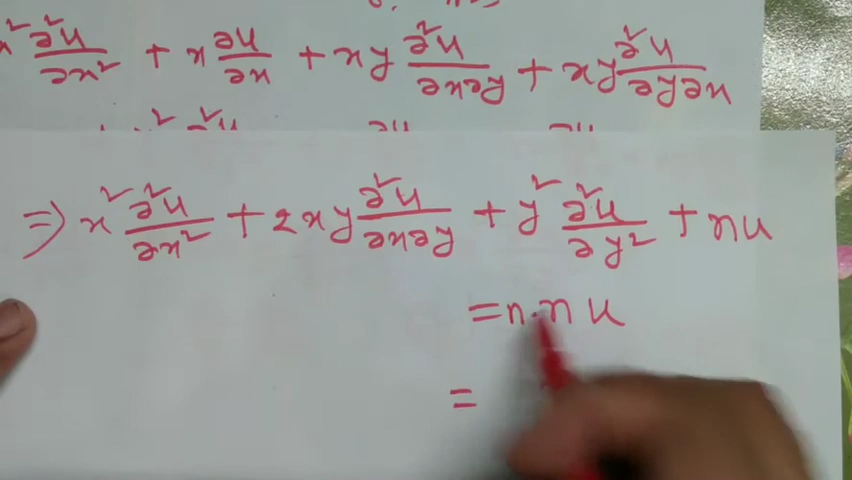 x² ∂²u/∂x² + x ∂u/∂x + xy ∂²u/∂x∂y + xy ∂²u/∂y∂x
⇒ x² ∂²u/∂x² + 2xy ∂²u/∂x∂y + y² ∂²u/∂y² + nu
= n·n u
=